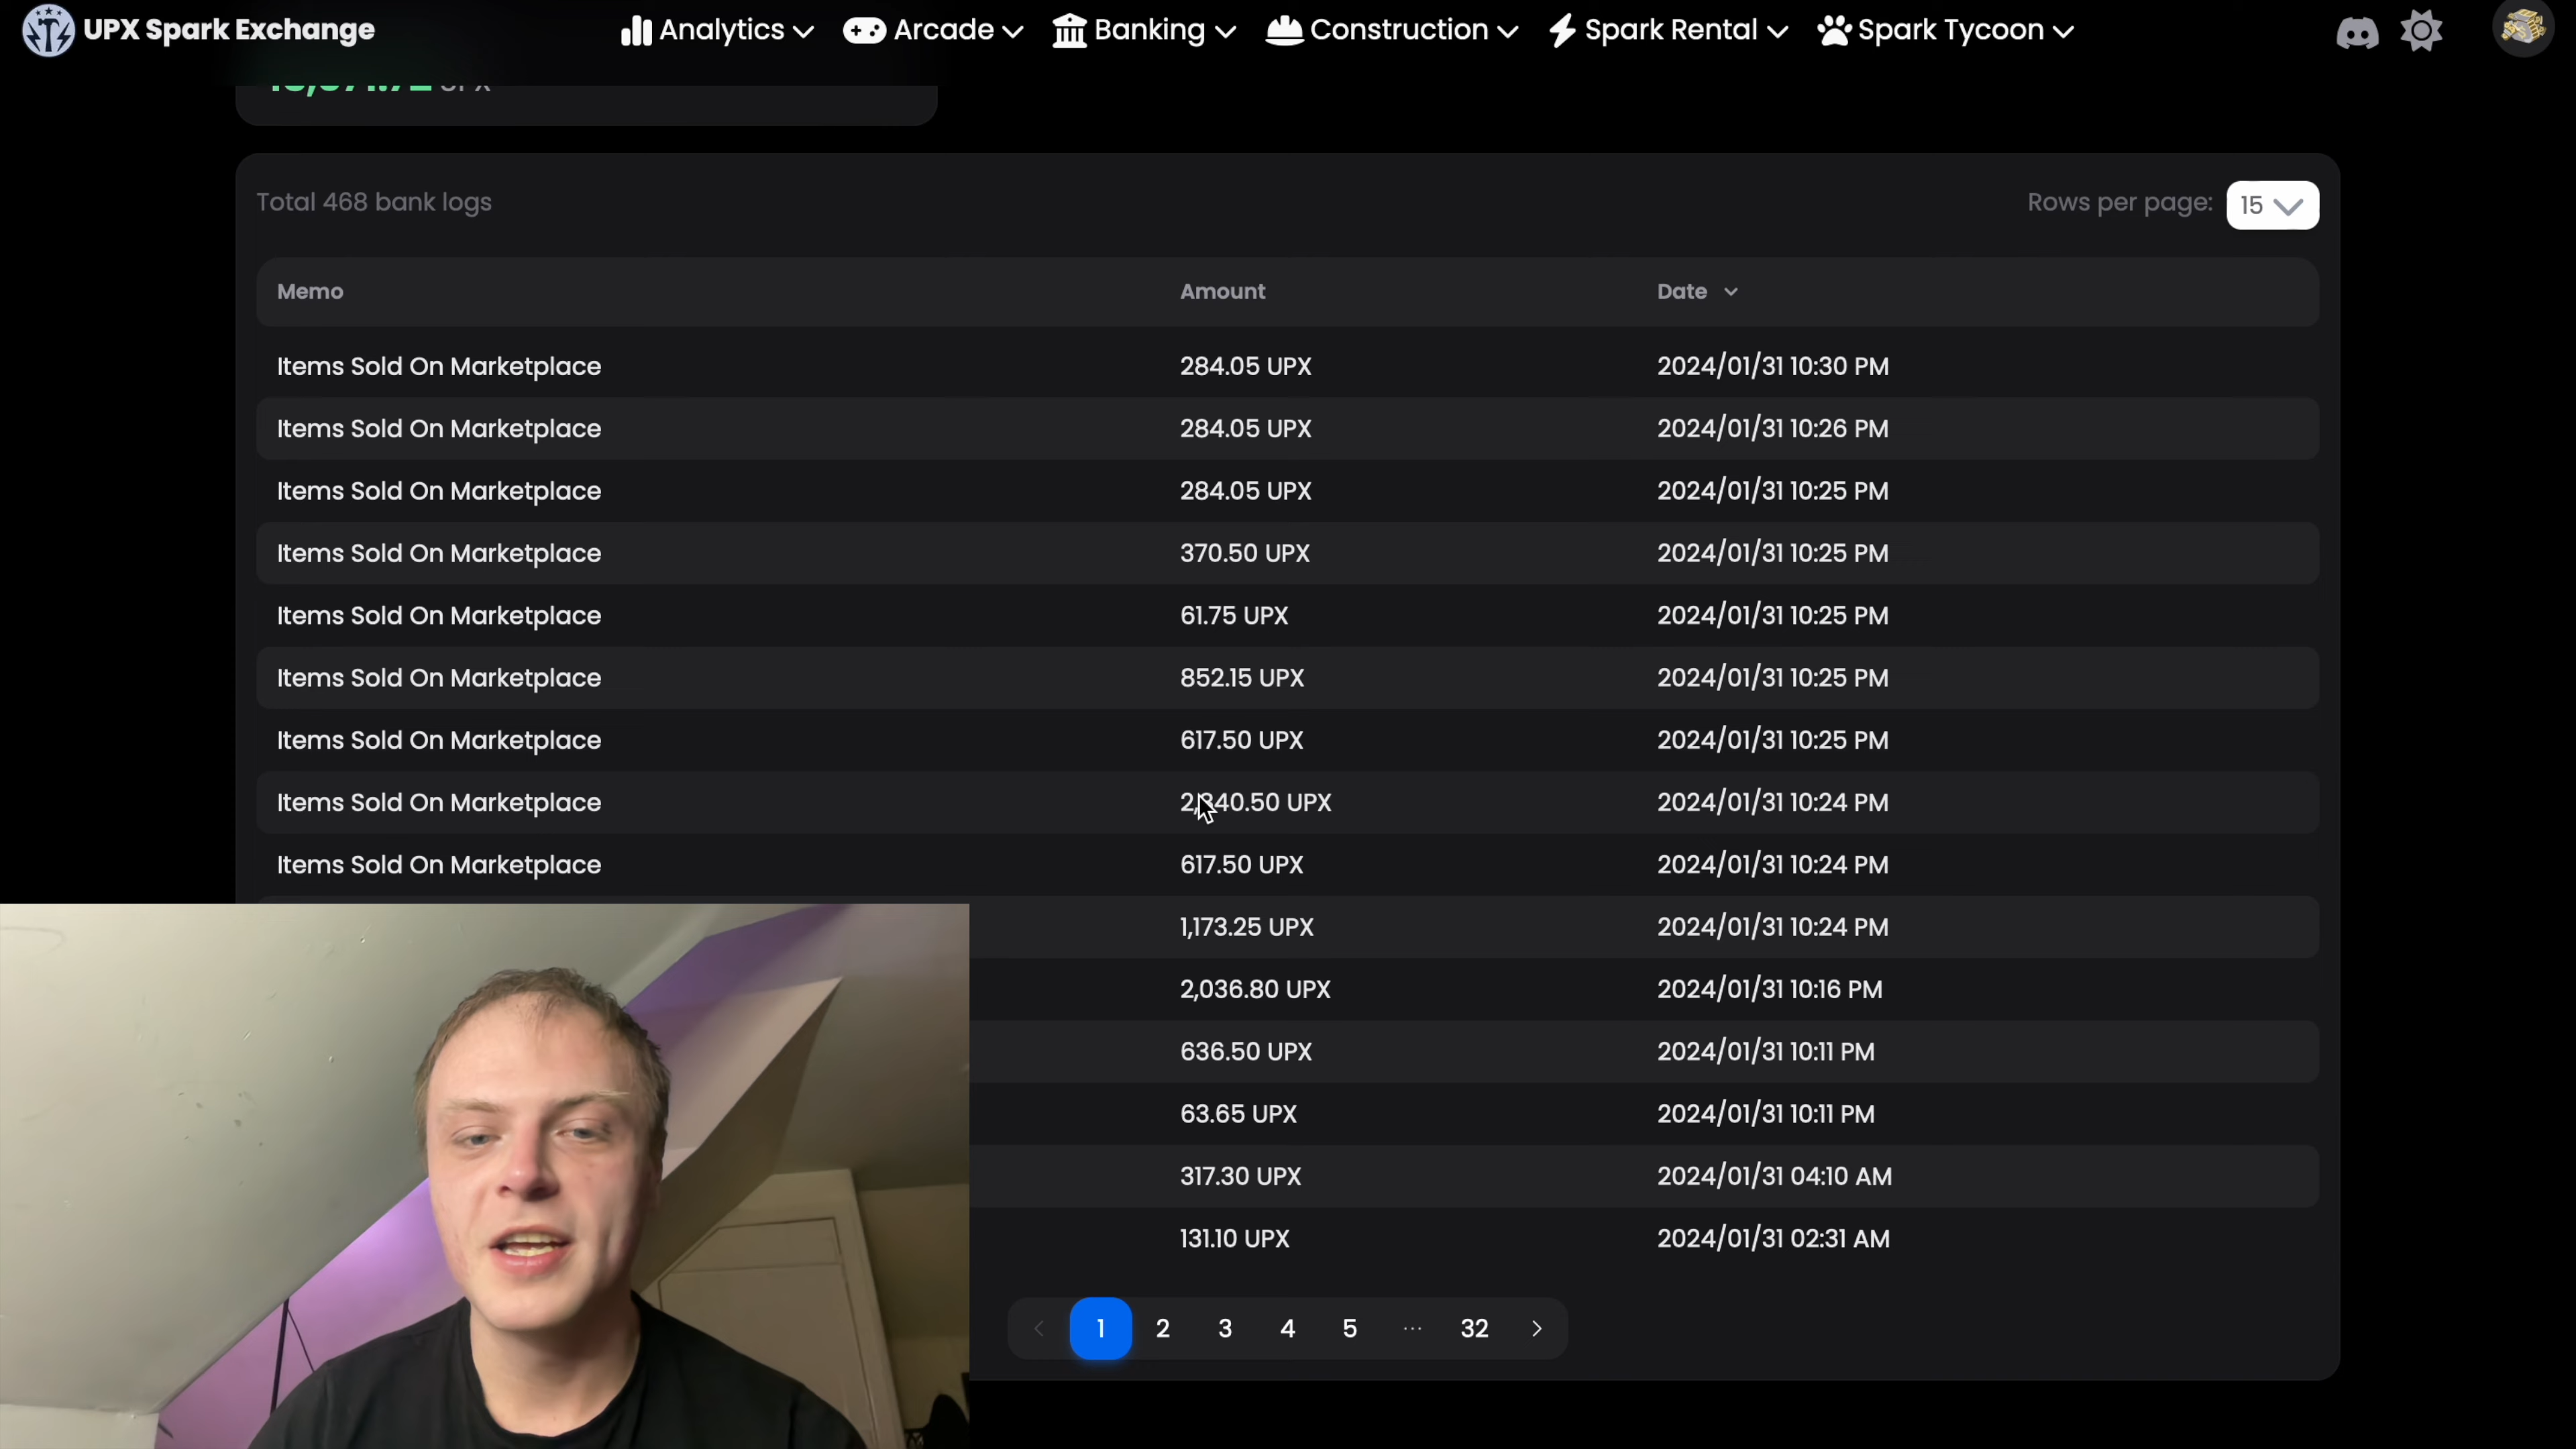 UPX Spark Exchange Analytics Arcade Banking Construction Spark Rental Spark Tycoon
UPX
Total 468 bank logs Rows per page: 15
Memo Amount Date
Items Sold On Marketplace 284.05 UPX 2024/01/31 10:30 PM
Items Sold On Marketplace 284.05 UPX 2024/01/31 10:26 PM
Items Sold On Marketplace 284.05 UPX 2024/01/31 10:25 PM
Items Sold On Marketplace 370.50 UPX 2024/01/31 10:25 PM
Items Sold On Marketplace 61.75 UPX 2024/01/31 10:25 PM
Items Sold On Marketplace 852.15 UPX 2024/01/31 10:25 PM
Items Sold On Marketplace 617.50 UPX 2024/01/31 10:25 PM
Items Sold On Marketplace UPX 2024/01/31 10:24 PM
Items Sold On Marketplace 617.50 UPX 2024/01/31 10:24 PM
1,173.25 UPX 2024/01/31 10:24 PM
2,036.80 UPX 2024/01/31 10:16 PM
636.50 UPX 2024/01/31 10:11 PM
63.65 UPX 2024/01/31 10:11 PM
317.30 UPX 2024/01/31 04:10 AM
131.10 UPX 2024/01/31 02:31 AM
1 2 3 4 5 ... 32